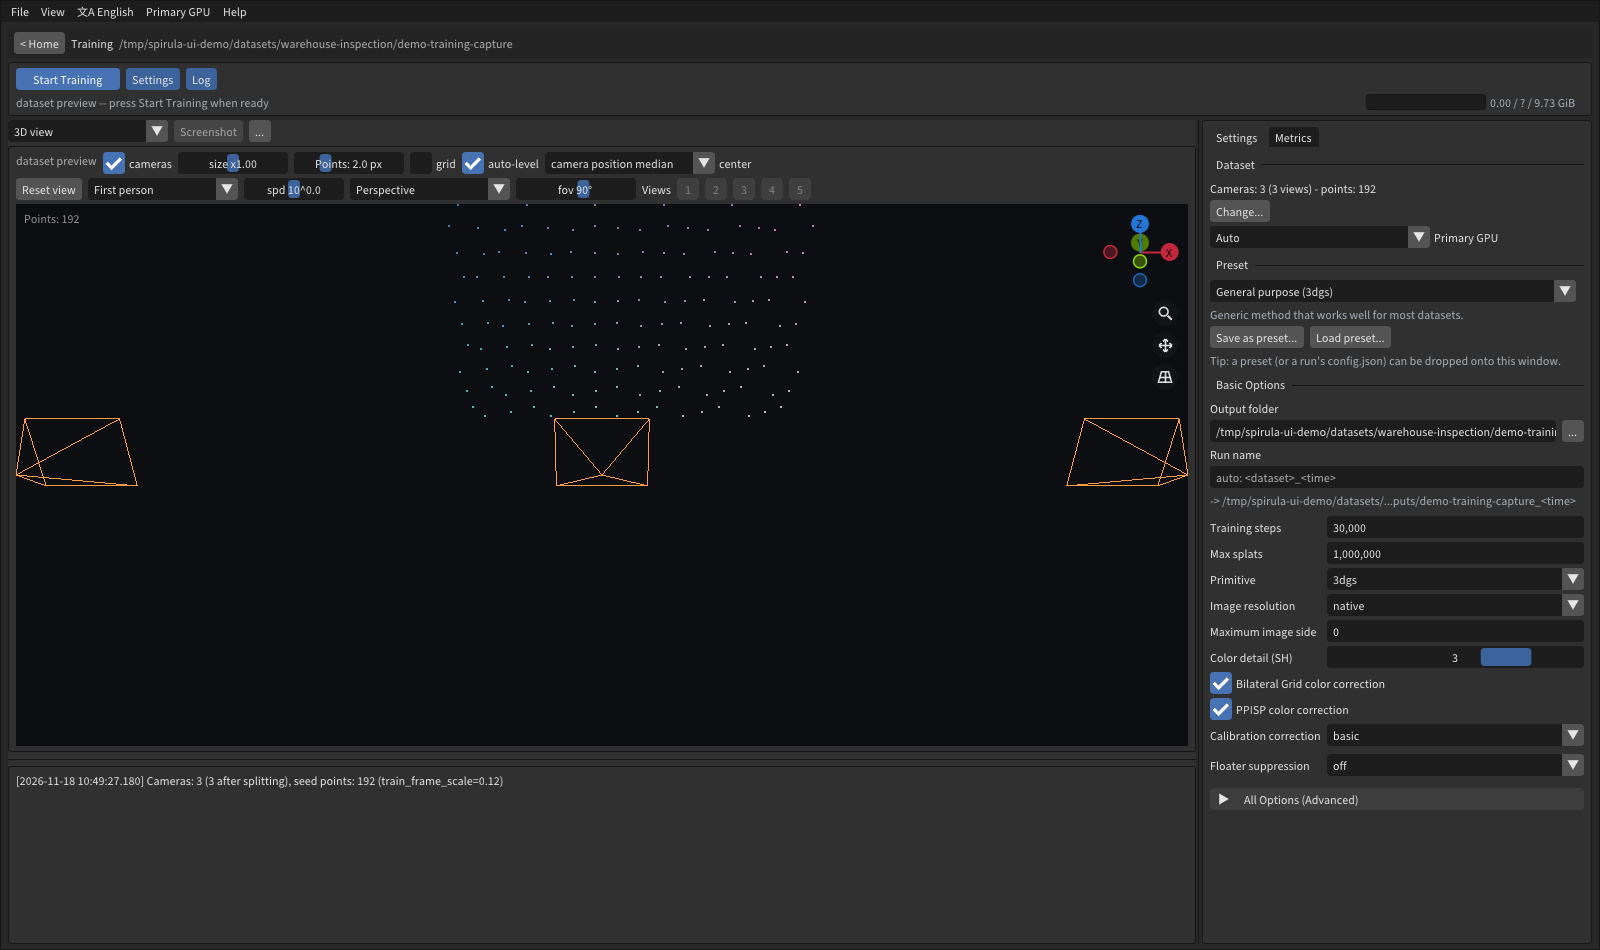 File View 文A English Primary GPU Help
< Home Training /tmp/spirula-ui-demo/datasets/warehouse-inspection/demo-training-capture
Start Training Settings Log
dataset preview -- press Start Training when ready
0.00 / ? / 9.73 GiB
3D view Screenshot ...
dataset preview cameras size x1.00 Points: 2.0 px grid auto-level camera position median center
Reset view First person spd 10^0.0 Perspective fov 90° Views 1 2 3 4 5
Points: 192
Z
Y
X
[2026-11-18 10:49:27.180] Cameras: 3 (3 after splitting), seed points: 192 (train_frame_scale=0.12)
Settings Metrics
Dataset
Cameras: 3 (3 views) - points: 192
Change...
Auto Primary GPU
Preset
General purpose (3dgs)
Generic method that works well for most datasets.
Save as preset... Load preset...
Tip: a preset (or a run's config.json) can be dropped onto this window.
Basic Options
Output folder
/tmp/spirula-ui-demo/datasets/warehouse-inspection/demo-traini ...
Run name
auto: <dataset>_<time>
-> /tmp/spirula-ui-demo/datasets/...puts/demo-training-capture_<time>
Training steps 30,000
Max splats 1,000,000
Primitive 3dgs
Image resolution native
Maximum image side 0
Color detail (SH) 3
Bilateral Grid color correction
PPISP color correction
Calibration correction basic
Floater suppression off
All Options (Advanced)